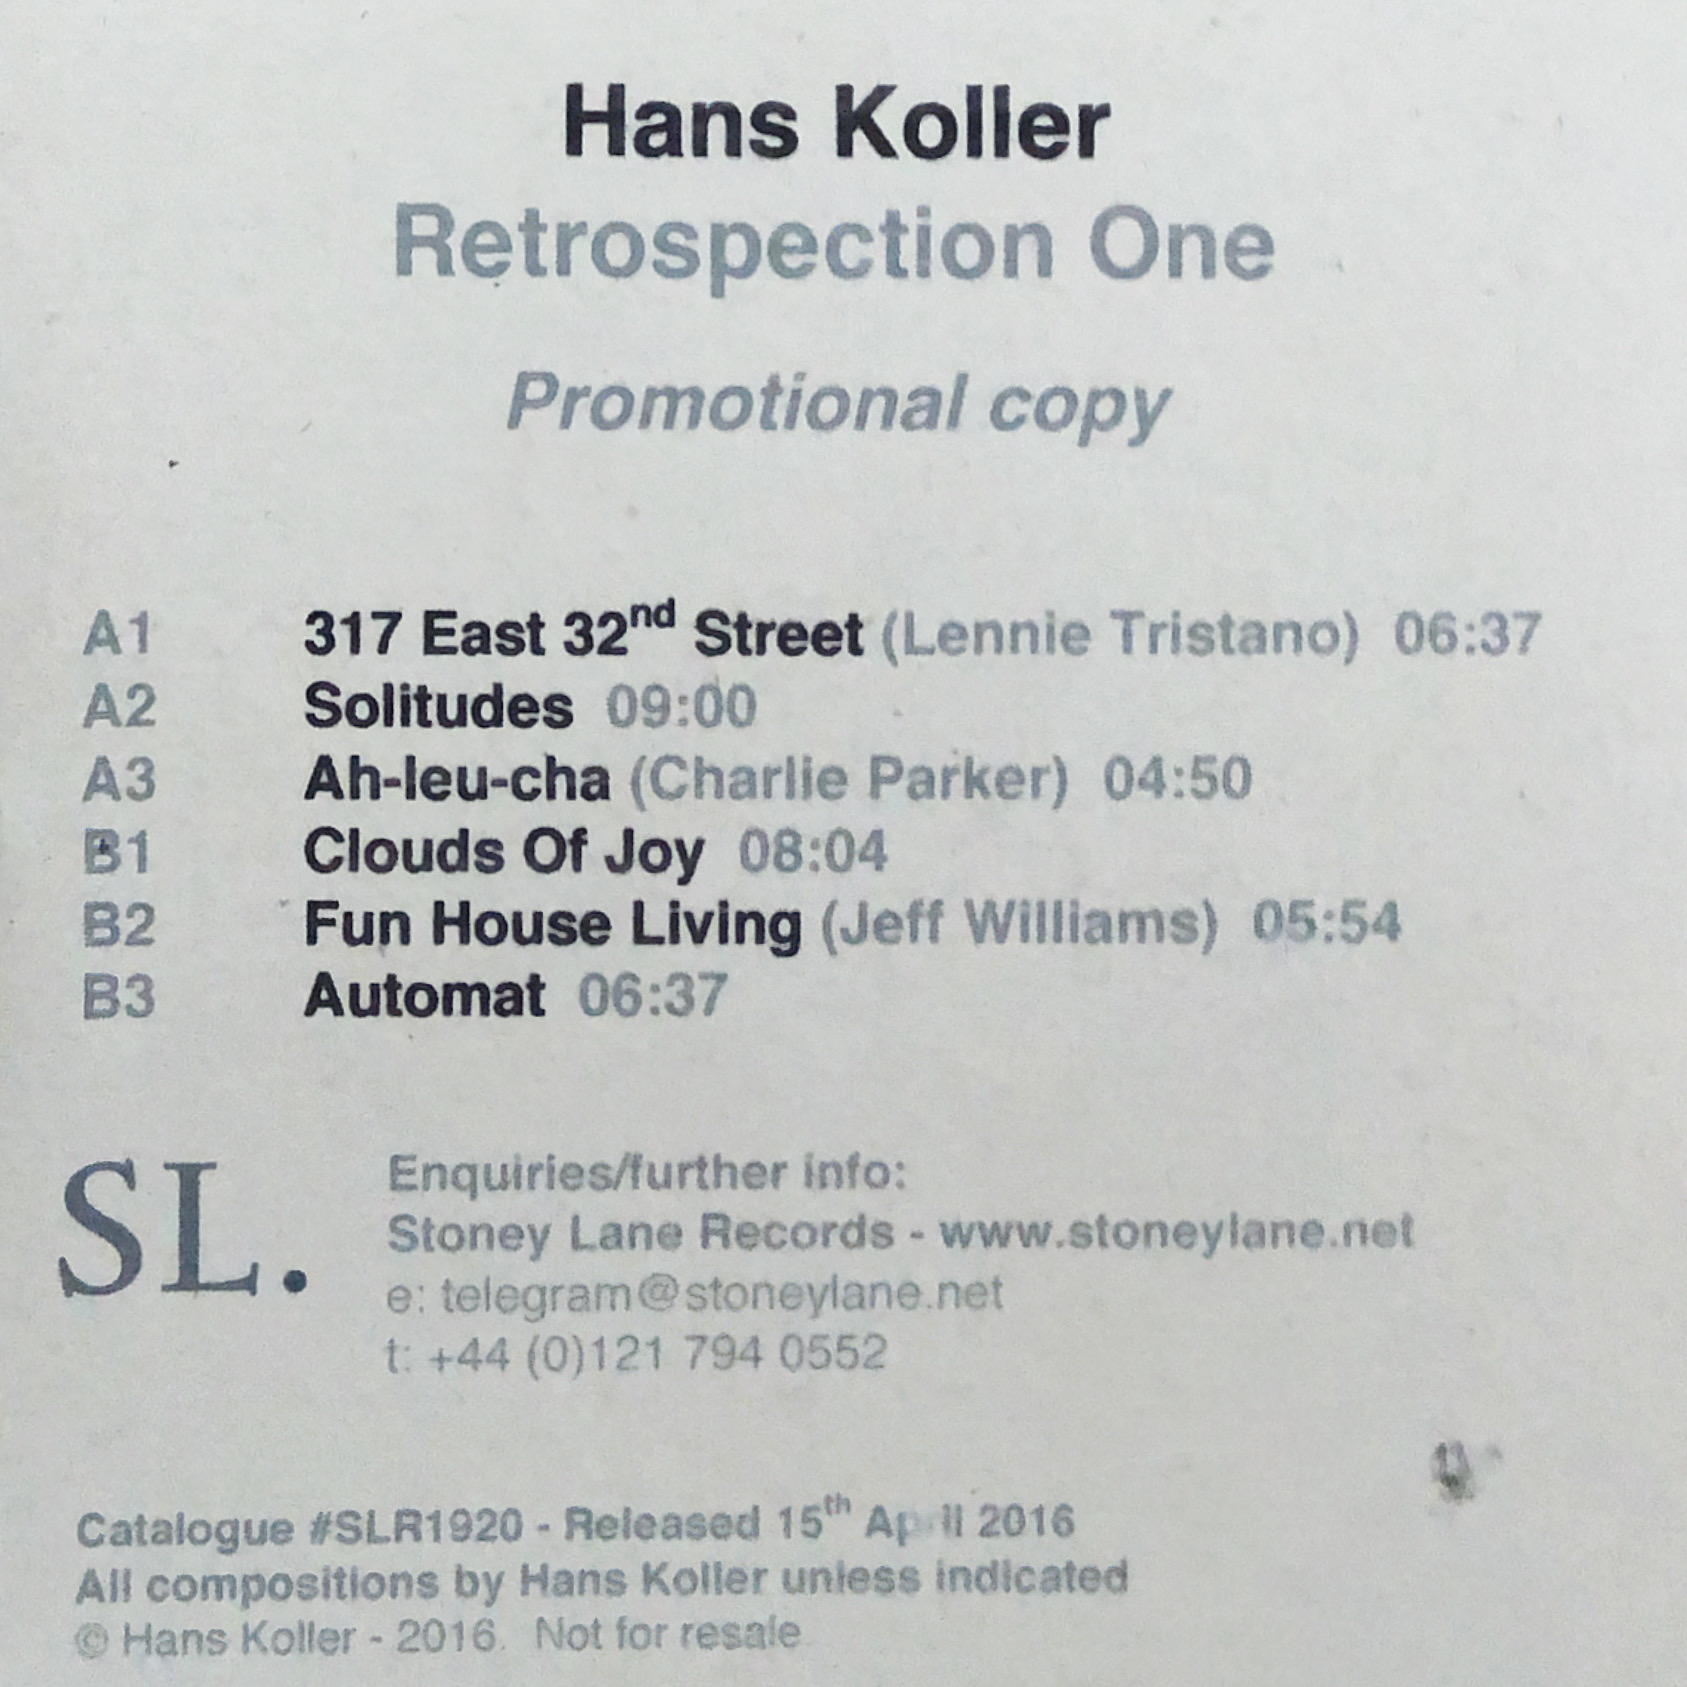 Hans Koller
Retrospection One
Promotional copy
A1 317 East 32nd Street (Lennie Tristano) 06:37
A2 Solitudes 09:00
A3 Ah-leu-cha (Charlie Parker) 04:50
B1 Clouds Of Joy 08:04
B2 Fun House Living (Jeff Williams) 05:54
B3 Automat 06:37
SL.
Enquiries/further info:
Stoney Lane Records - www.stoneylane.net
e: telegram@stoneylane.net
t: +44 (0)121 794 0552
Catalogue #SLR1920 - Released 15th April 2016
All compositions by Hans Koller unless indicated
© Hans Koller - 2016. Not for resale